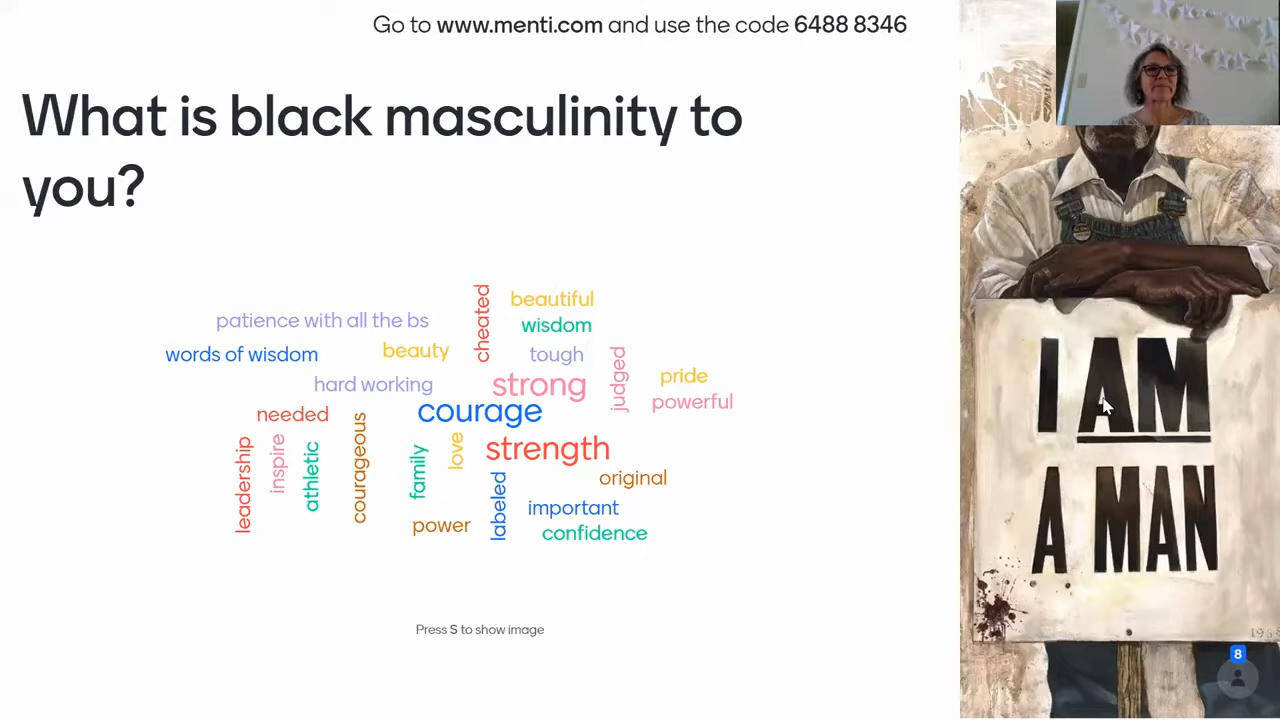 Go to www.menti.com and use the code 6488 8346
What is black masculinity to
you?
cheated
beautiful
patience with all the bs
wisdom
words of wisdom
beauty
tough
judged
hard working
strong
pride
powerful
needed
courage
leadership
inspire
athletic
courageous
family
love
strength
original
labeled
important
power
confidence
Press S to show image
I AM
A MAN
8